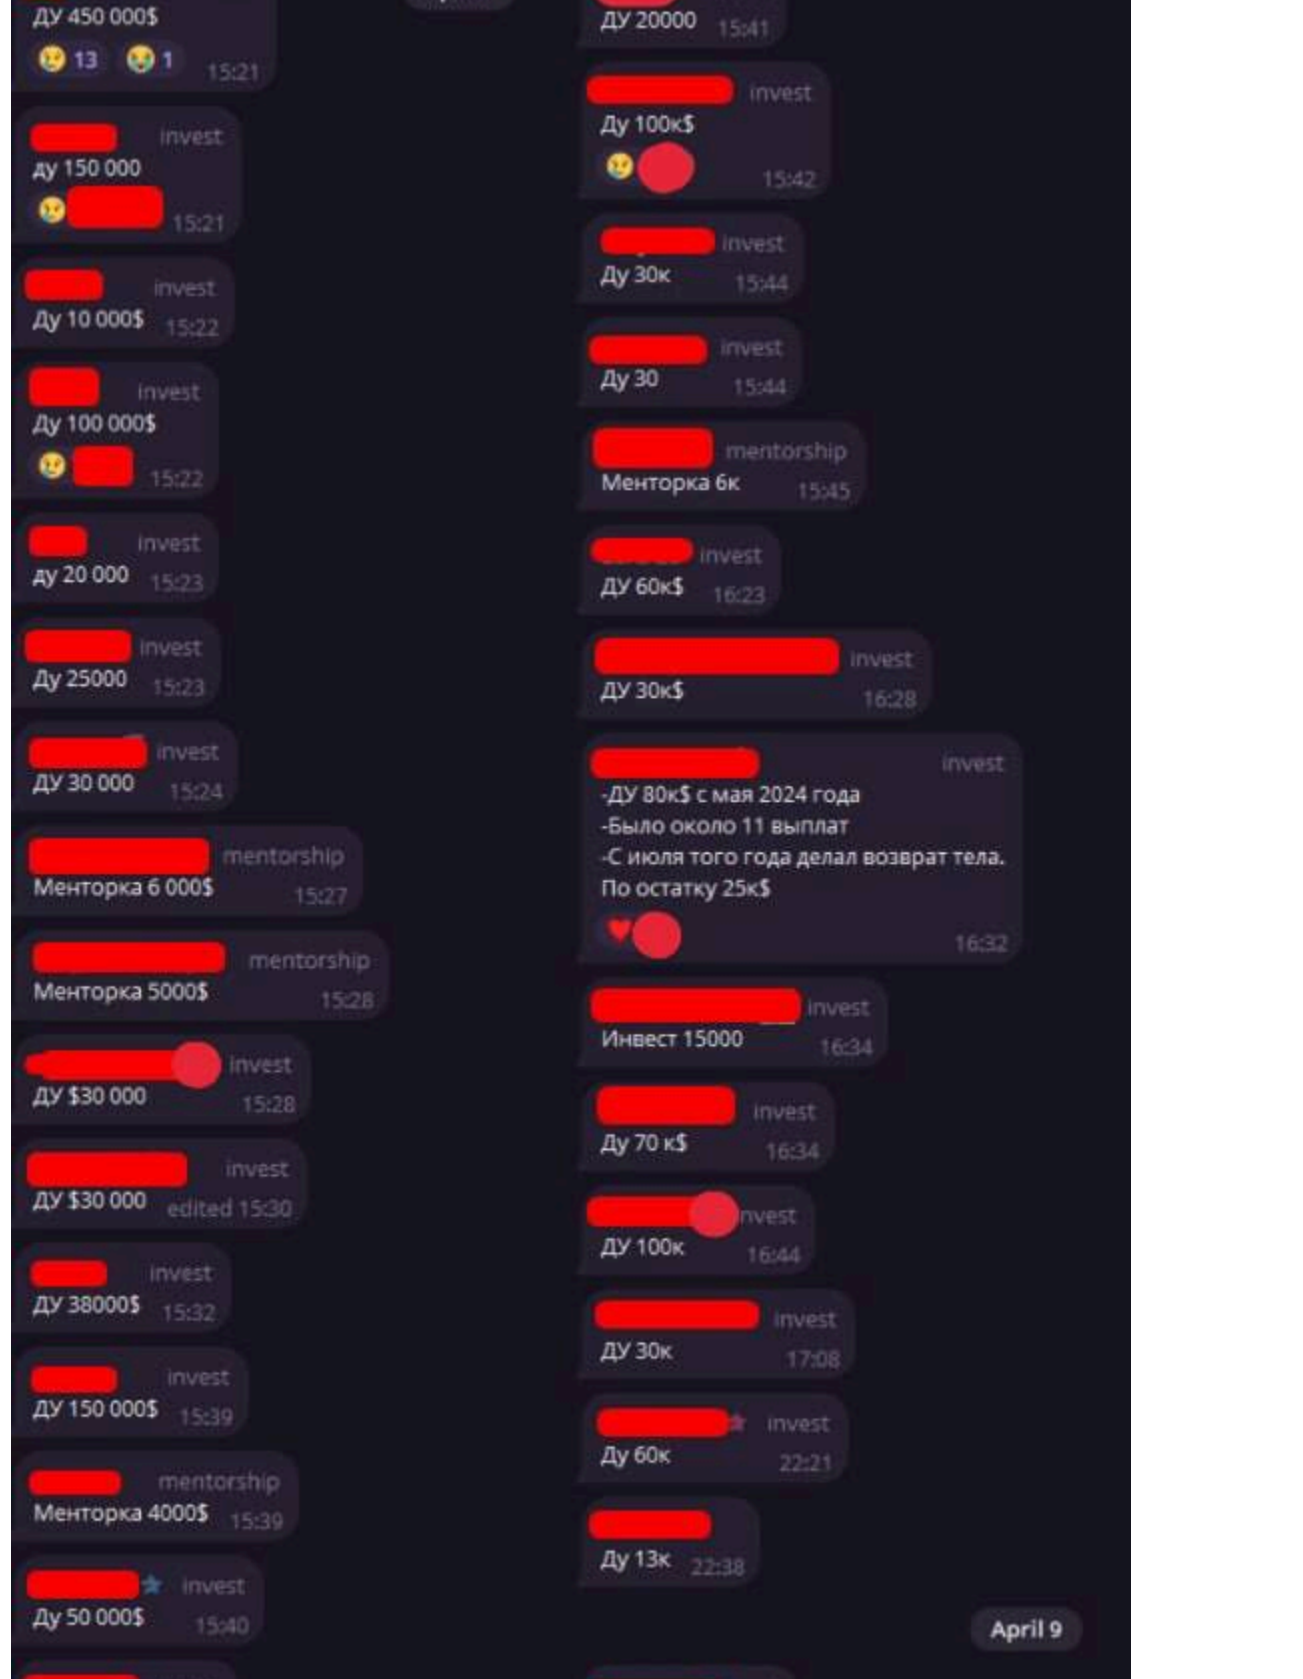 ДУ 450 000$
13 1 15:21
invest
ду 150 000
15:21
invest
Ду 10 000$ 15:22
invest
Ду 100 000$
15:22
invest
ду 20 000 15:23
invest
Ду 25000 15:23
invest
ДУ 30 000 15:24
mentorship
Менторка 6 000$ 15:27
mentorship
Менторка 5000$ 15:28
invest
ДУ $30 000 15:28
invest
ДУ $30 000 edited 15:30
invest
ДУ 38000$ 15:32
invest
ДУ 150 000$ 15:39
mentorship
Менторка 4000$ 15:39
invest
Ду 50 000$ 15:40
ДУ 20000 15:41
invest
Ду 100к$
15:42
invest
Ду 30к 15:44
invest
Ду 30 15:44
mentorship
Менторка 6к 15:45
invest
ДУ 60к$ 16:23
invest
ДУ 30к$ 16:28
invest
-ДУ 80к$ с мая 2024 года
-Было около 11 выплат
-С июля того года делал возврат тела.
По остатку 25к$
16:32
invest
Инвест 15000 16:34
invest
Ду 70 к$ 16:34
nvest
ДУ 100к 16:44
invest
ДУ 30к 17:08
invest
Ду 60к 22:21
Ду 13к 22:38
April 9